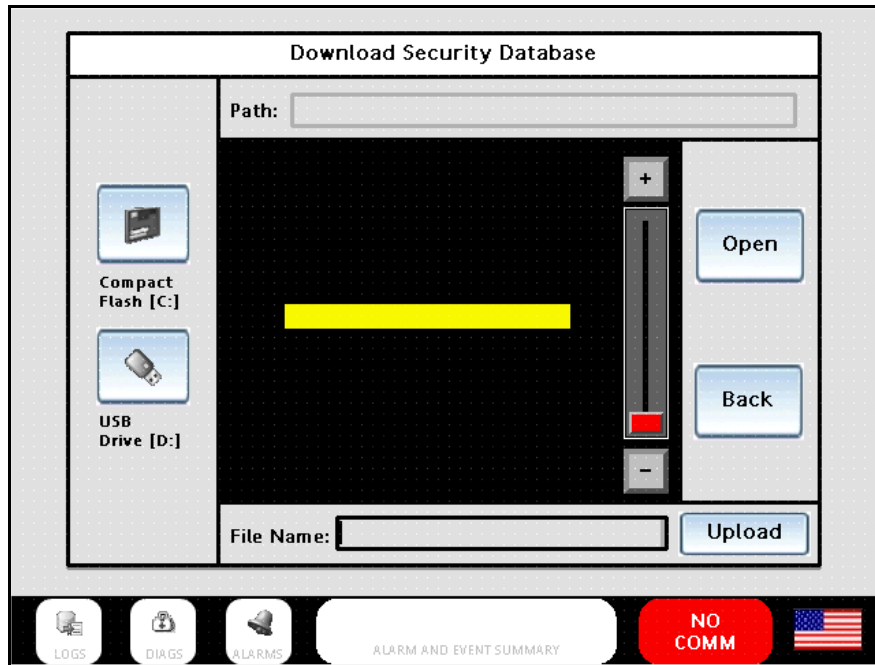 Download Security Database
Path:
+
Open
Compact
Flash [C:]
Back
USB
Drive [D:]
–
File Name:
Upload
LOGS
DIAGS
ALARMS
ALARM AND EVENT SUMMARY
NO
COMM